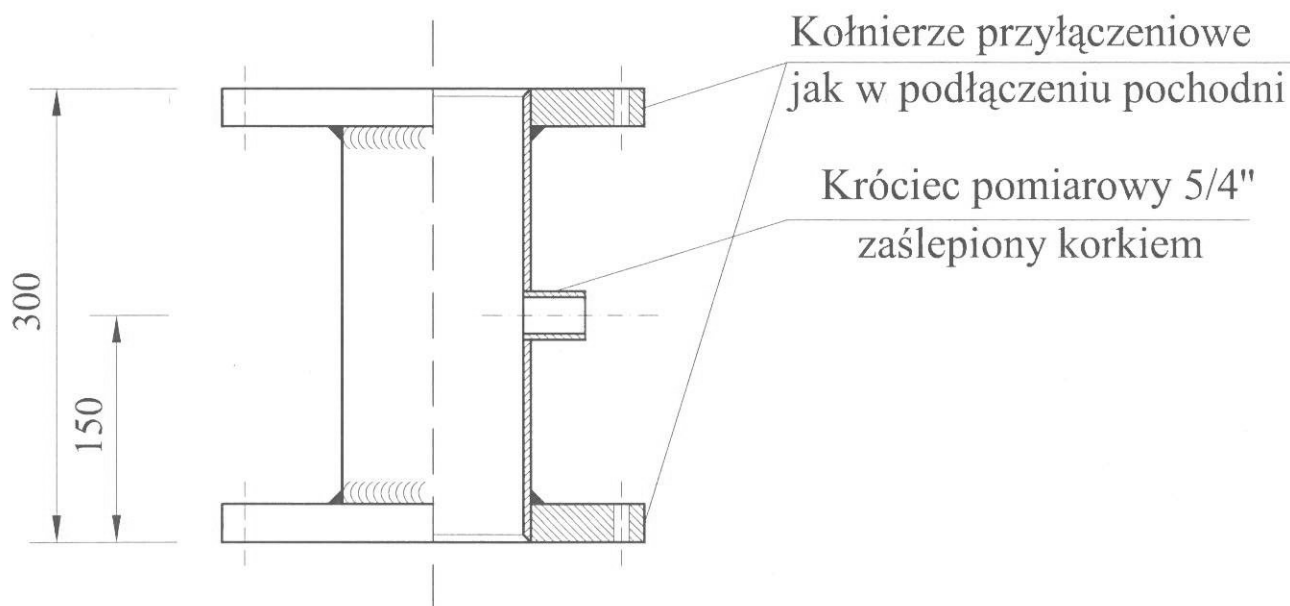 Kołnierze przyłączeniowe
jak w podłączeniu pochodni
Króciec pomiarowy 5/4"
zaślepiony korkiem
300
150